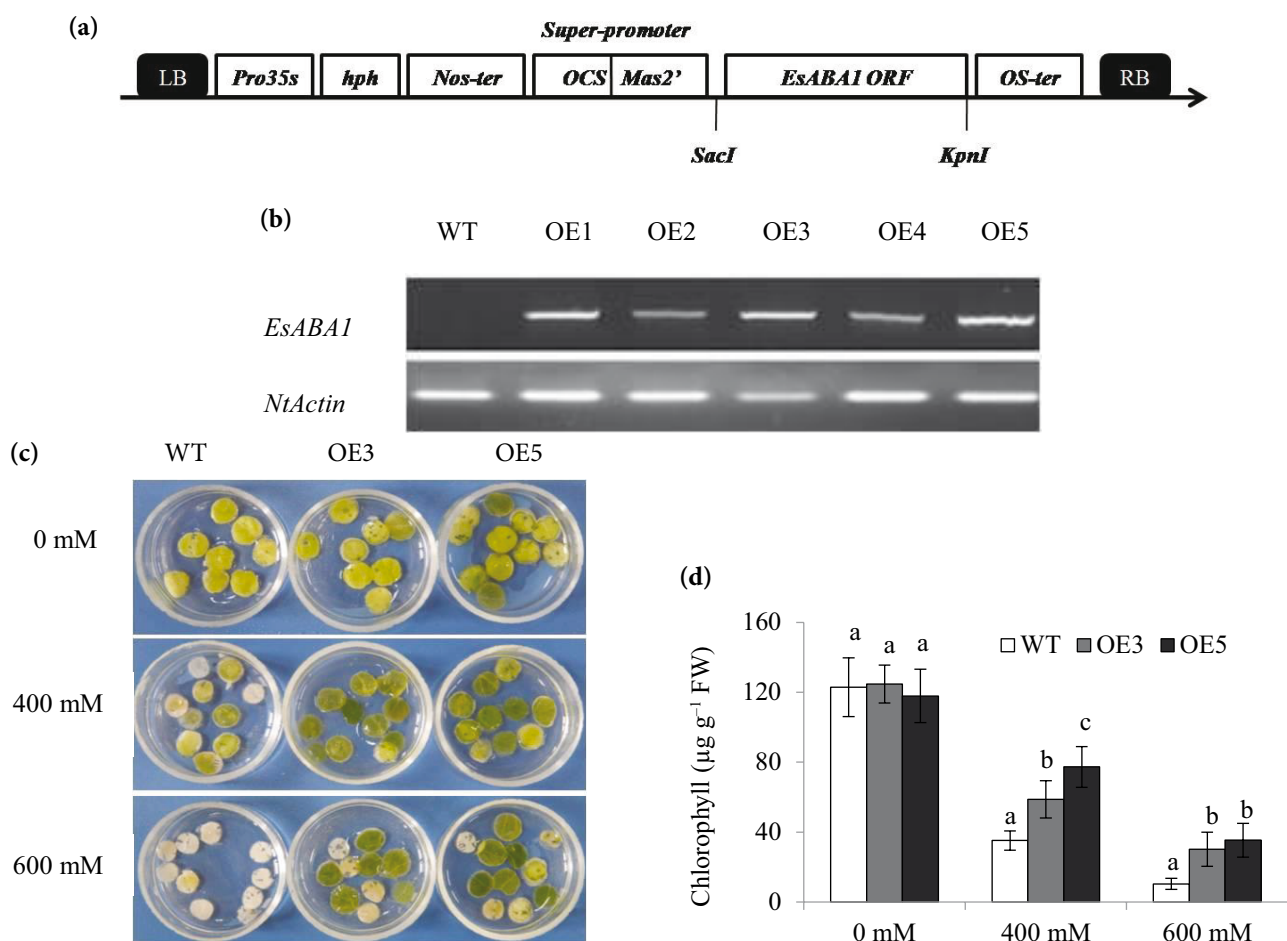 (a)
Super-promoter
LB Pro35s hph Nos-ter OCS Mas2’ EsABA1 ORF OS-ter RB
SacI KpnI
(b)
WT OE1 OE2 OE3 OE4 OE5
EsABA1
NtActin
(c)
WT OE3 OE5
0 mM
400 mM
600 mM
(d)
Chlorophyll (µg g⁻¹ FW)
160
120
80
40
0
WT OE3 OE5
a a a
a b c
a b b
0 mM 400 mM 600 mM